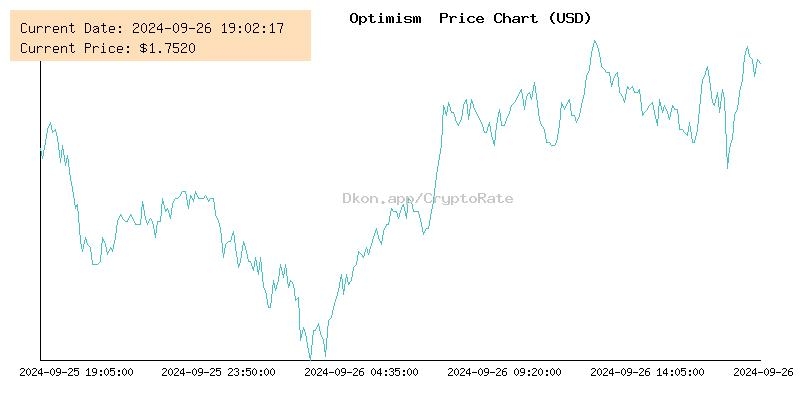 Optimism  Price Chart (USD)
Current Date: 2024-09-26 19:02:17
Current Price: $1.7520
Dkon.app/CryptoRate
2024-09-25 19:05:00 2024-09-25 23:50:00 2024-09-26 04:35:00 2024-09-26 09:20:00 2024-09-26 14:05:00 2024-09-26